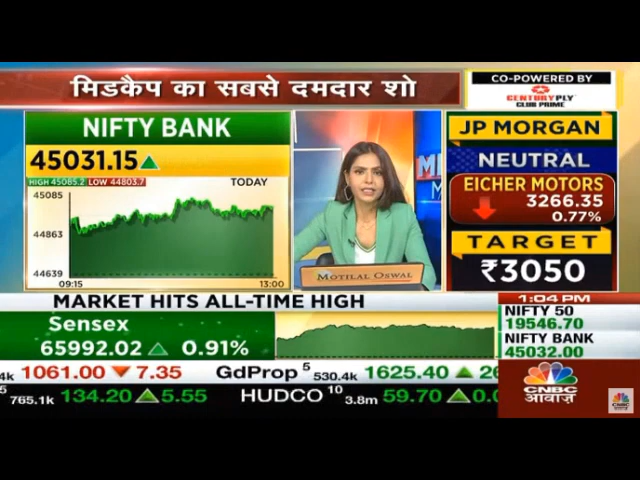 मिडकैप का सबसे दमदार शो
CO-POWERED BY
CENTURYPLY
CLUB PRIME
NIFTY BANK
45031.15
HIGH 45085.2 LOW 44803.7
TODAY
45085
44863
44639
09:15 13:00
MOTILAL OSWAL
JP MORGAN
NEUTRAL
EICHER MOTORS
3266.35
0.77%
TARGET
₹3050
MARKET HITS ALL-TIME HIGH
1:04 PM
Sensex
65992.02 0.91%
NIFTY 50
19546.70
NIFTY BANK
45032.00
4k 1061.00 7.35 GdProp 5 530.4k 1625.40 26
5 765.1k 134.20 5.55 HUDCO 10 3.8m 59.70 0.
CNBC
आवाज़